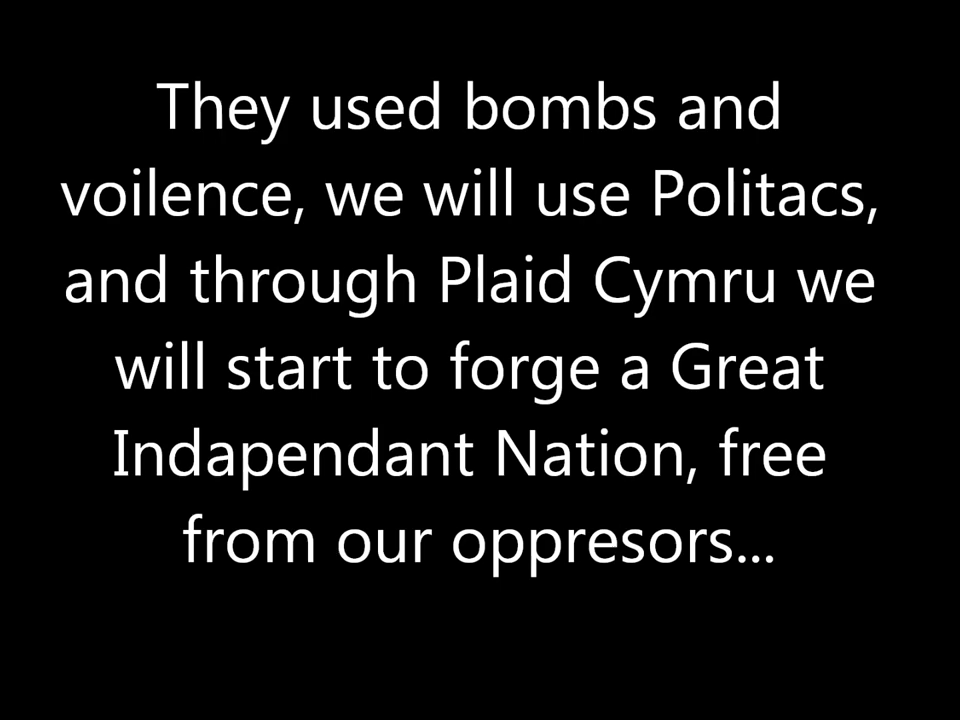 They used bombs and
voilence, we will use Politacs,
and through Plaid Cymru we
will start to forge a Great
Indapendant Nation, free
from our oppresors...